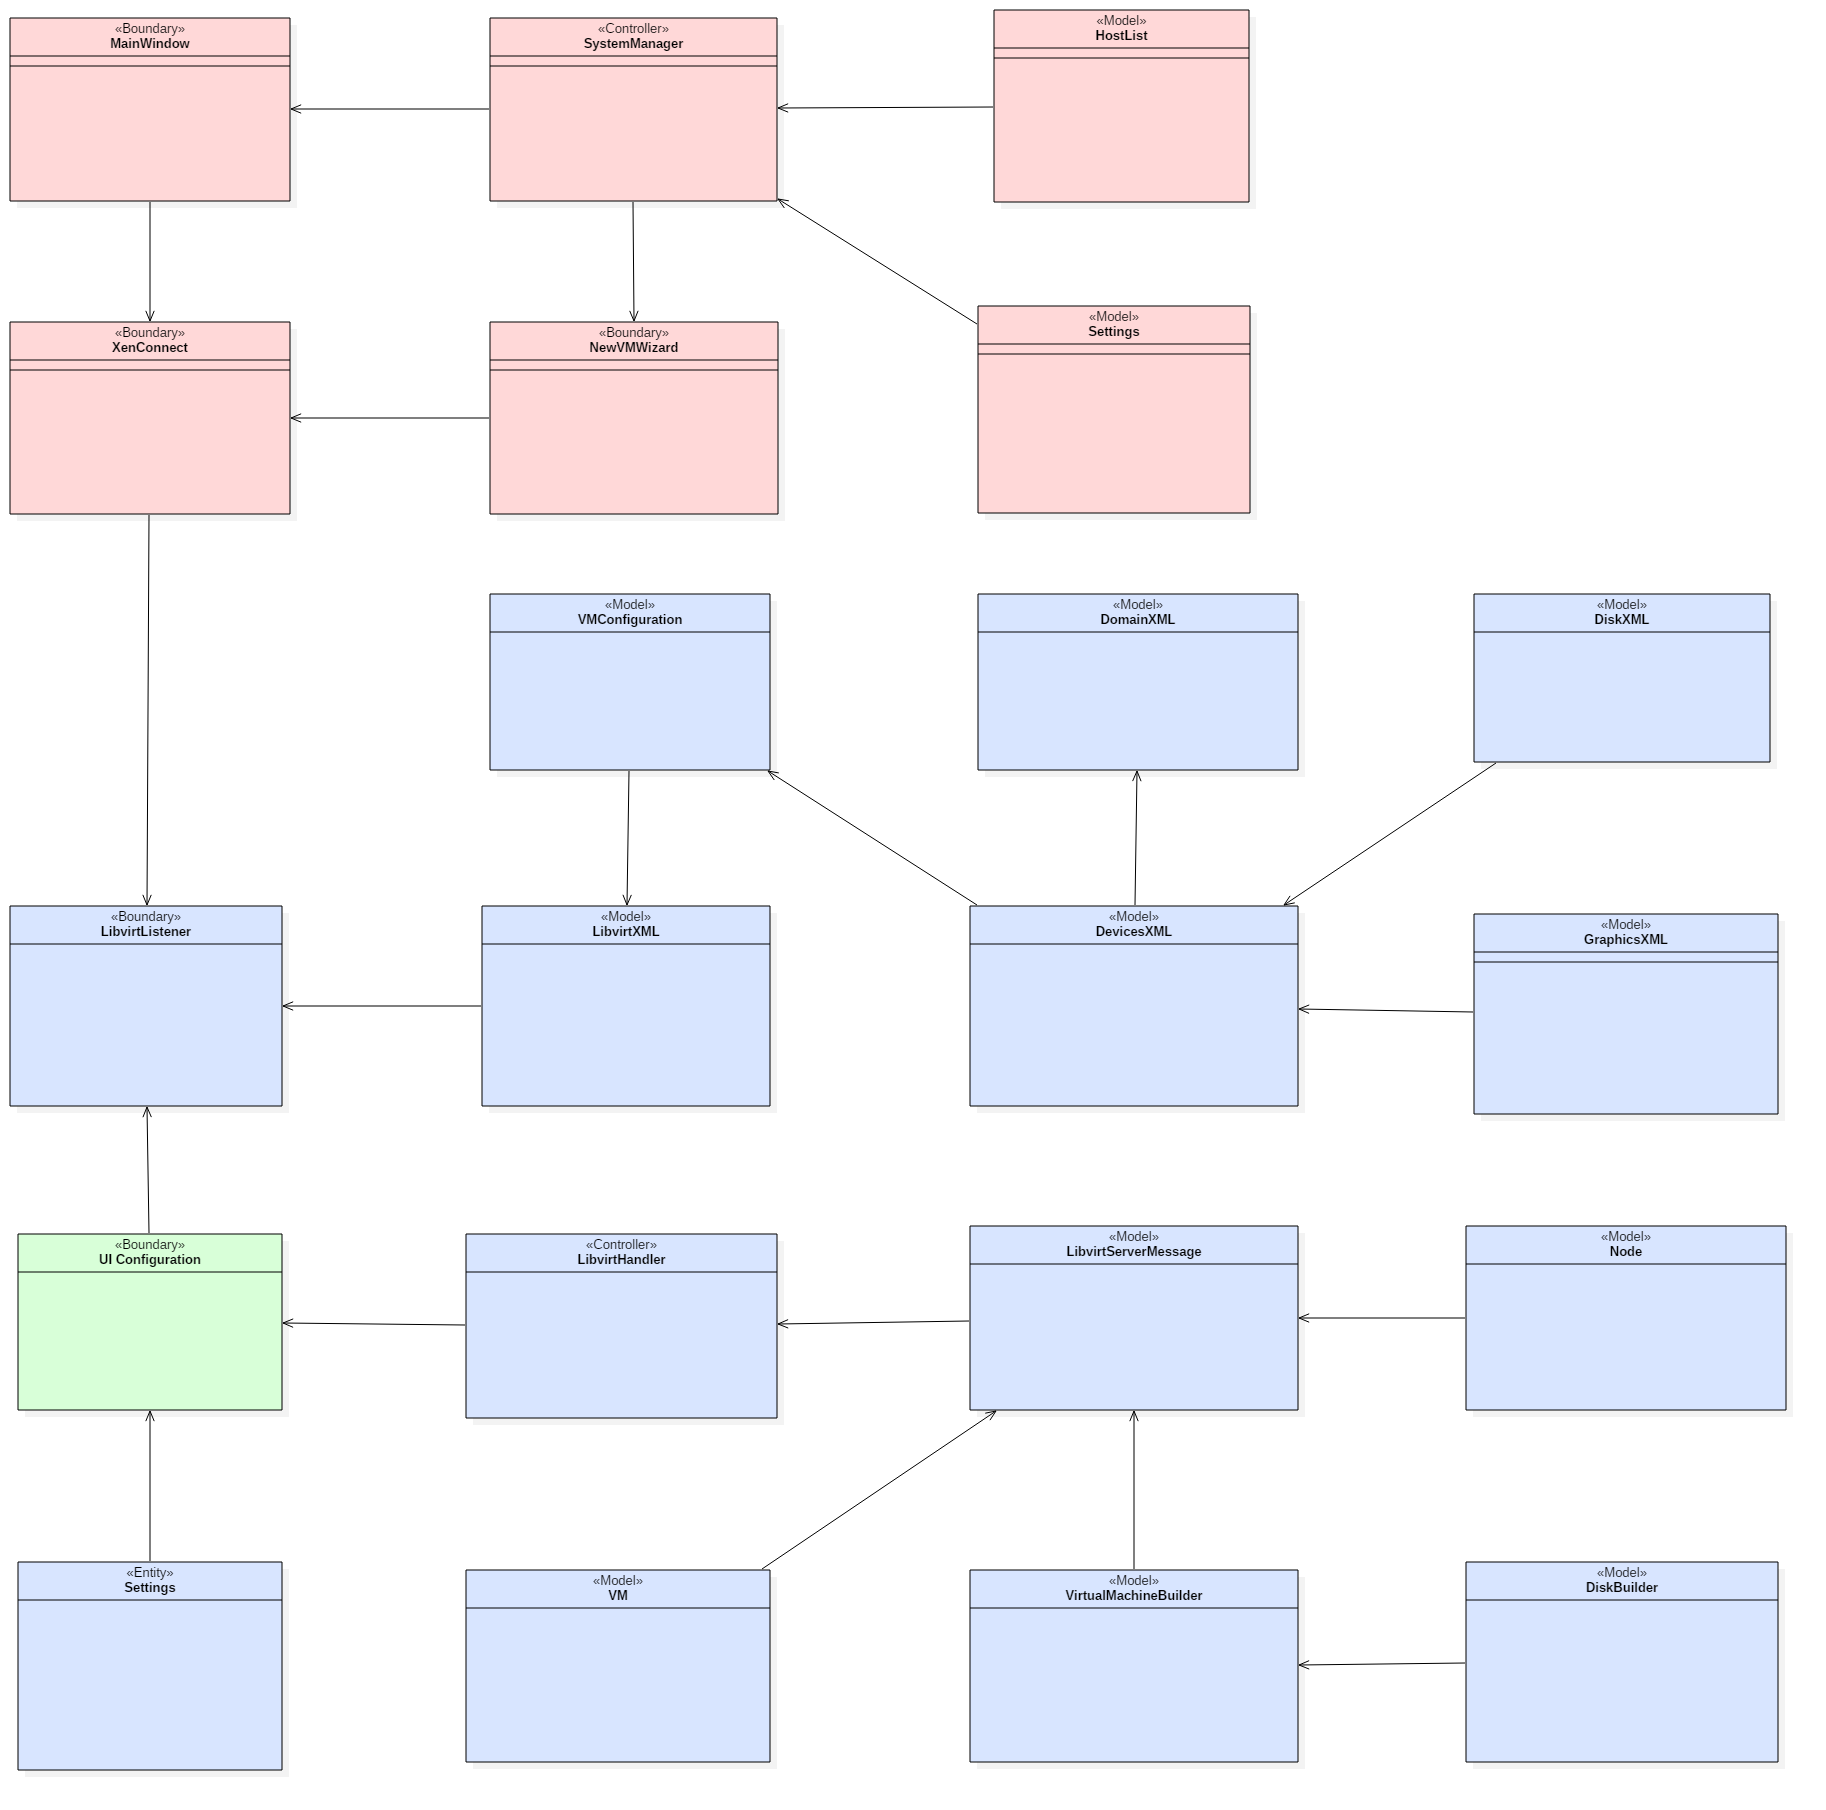 «Boundary»
MainWindow
«Controller»
SystemManager
«Model»
HostList
«Boundary»
XenConnect
«Boundary»
NewVMWizard
«Model»
Settings
«Model»
VMConfiguration
«Model»
DomainXML
«Model»
DiskXML
«Boundary»
LibvirtListener
«Model»
LibvirtXML
«Model»
DevicesXML
«Model»
GraphicsXML
«Boundary»
UI Configuration
«Controller»
LibvirtHandler
«Model»
LibvirtServerMessage
«Model»
Node
«Entity»
Settings
«Model»
VM
«Model»
VirtualMachineBuilder
«Model»
DiskBuilder